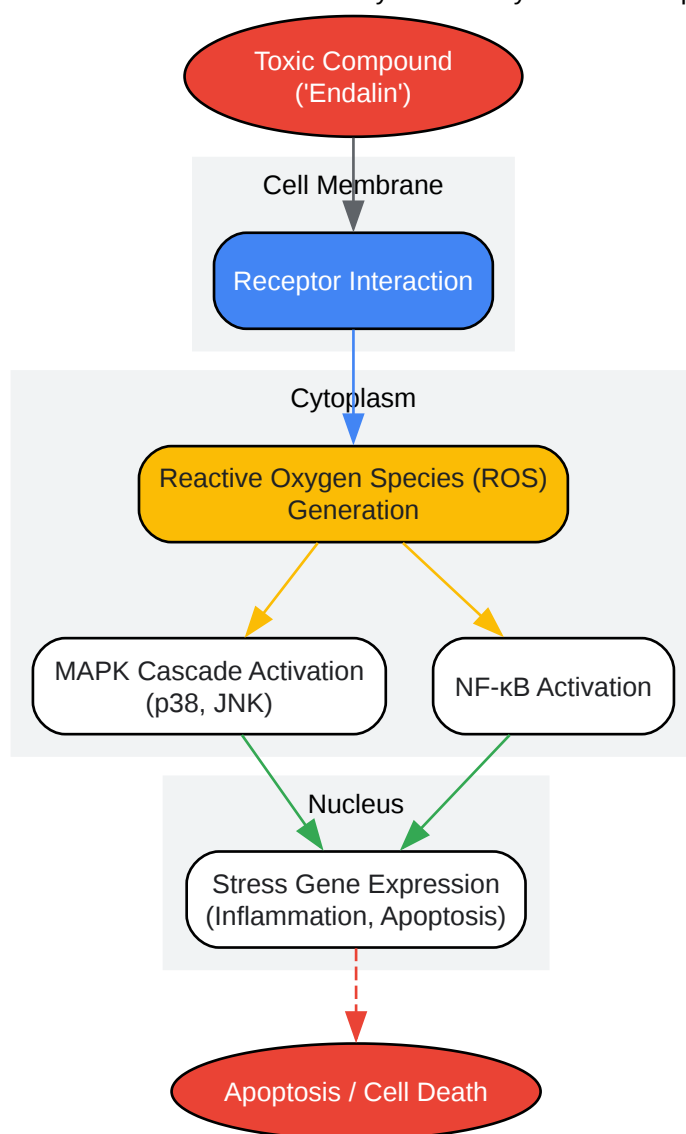 Toxic Compound
('Endalin')
Cell Membrane
Receptor Interaction
Cytoplasm
Reactive Oxygen Species (ROS)
Generation
MAPK Cascade Activation
(p38, JNK)
NF-κB Activation
Nucleus
Stress Gene Expression
(Inflammation, Apoptosis)
Apoptosis / Cell Death